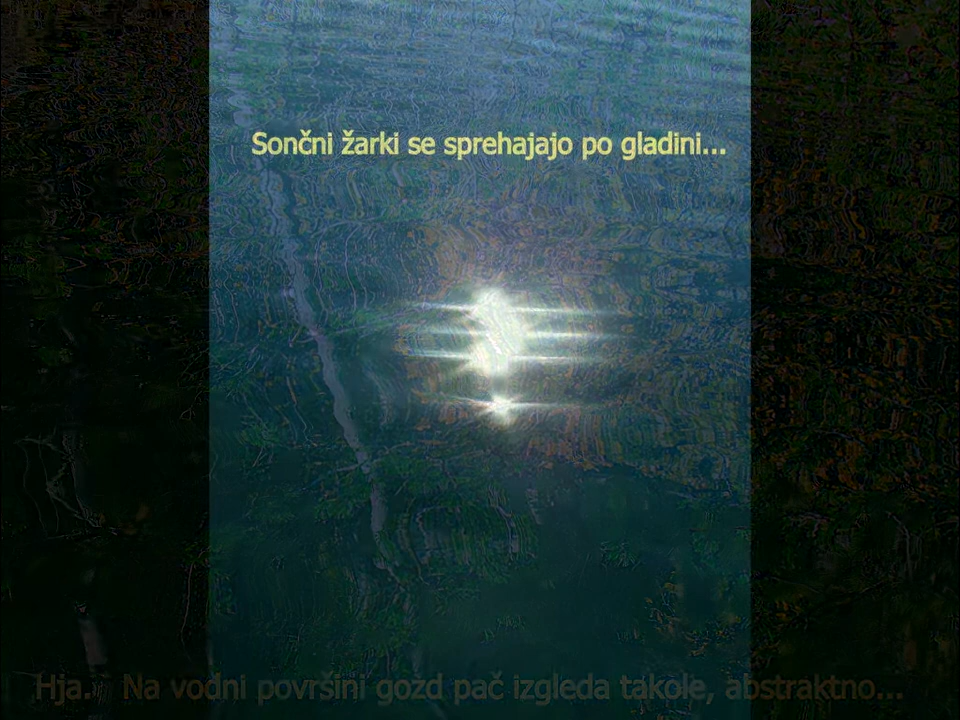 Sončni žarki se sprehajajo po gladini...
Hja... Na vodni površini gozd pač izgleda takole, abstraktno...